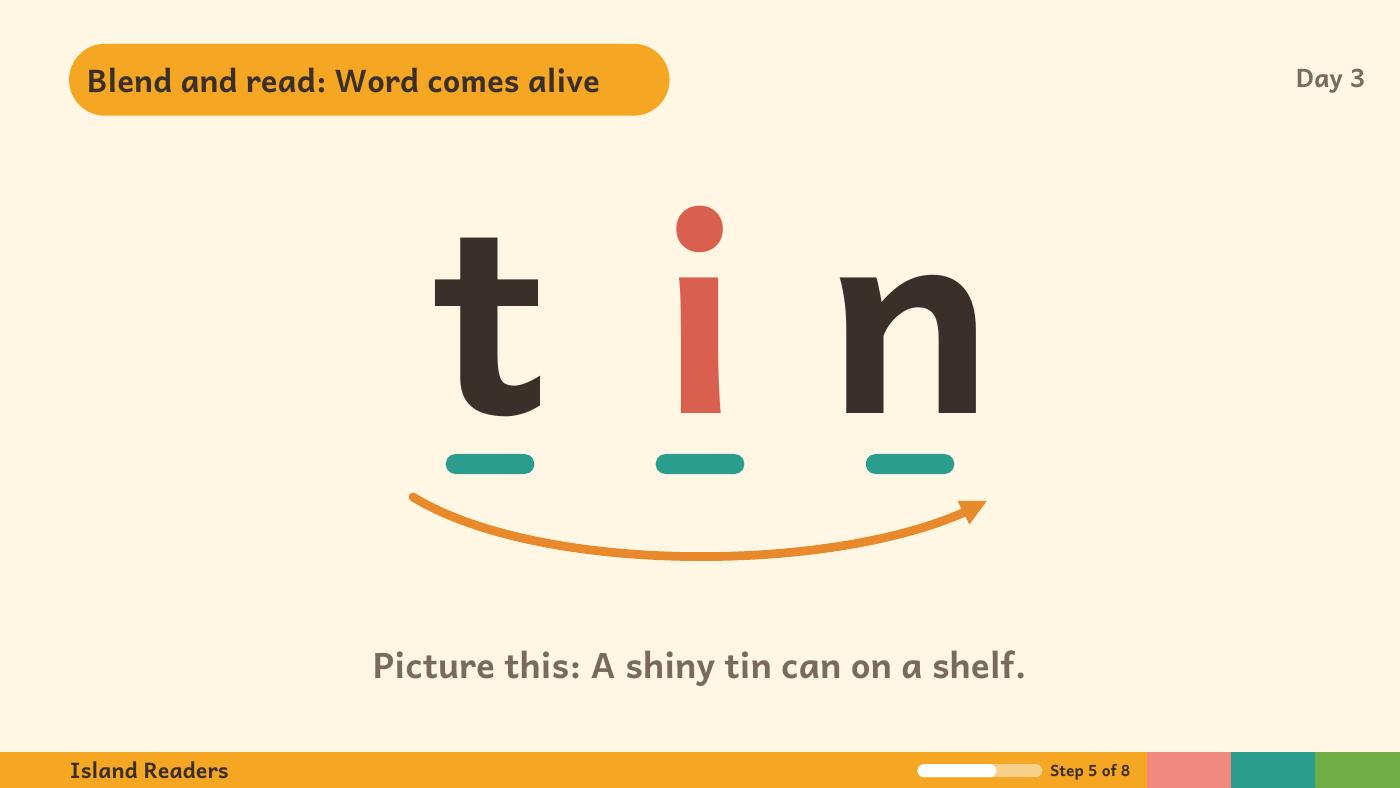 Blend and read: Word comes alive
Day 3
t i n
Picture this: A shiny tin can on a shelf.
Island Readers
Step 5 of 8